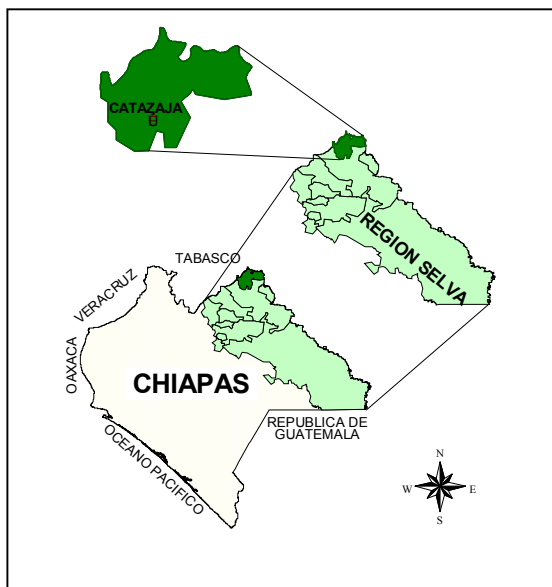 CATAZAJA
REGION SELVA
TABASCO
VERACRUZ
OAXACA
CHIAPAS
REPUBLICA DE
GUATEMALA
OCEANO PACIFICO
N
W
E
S